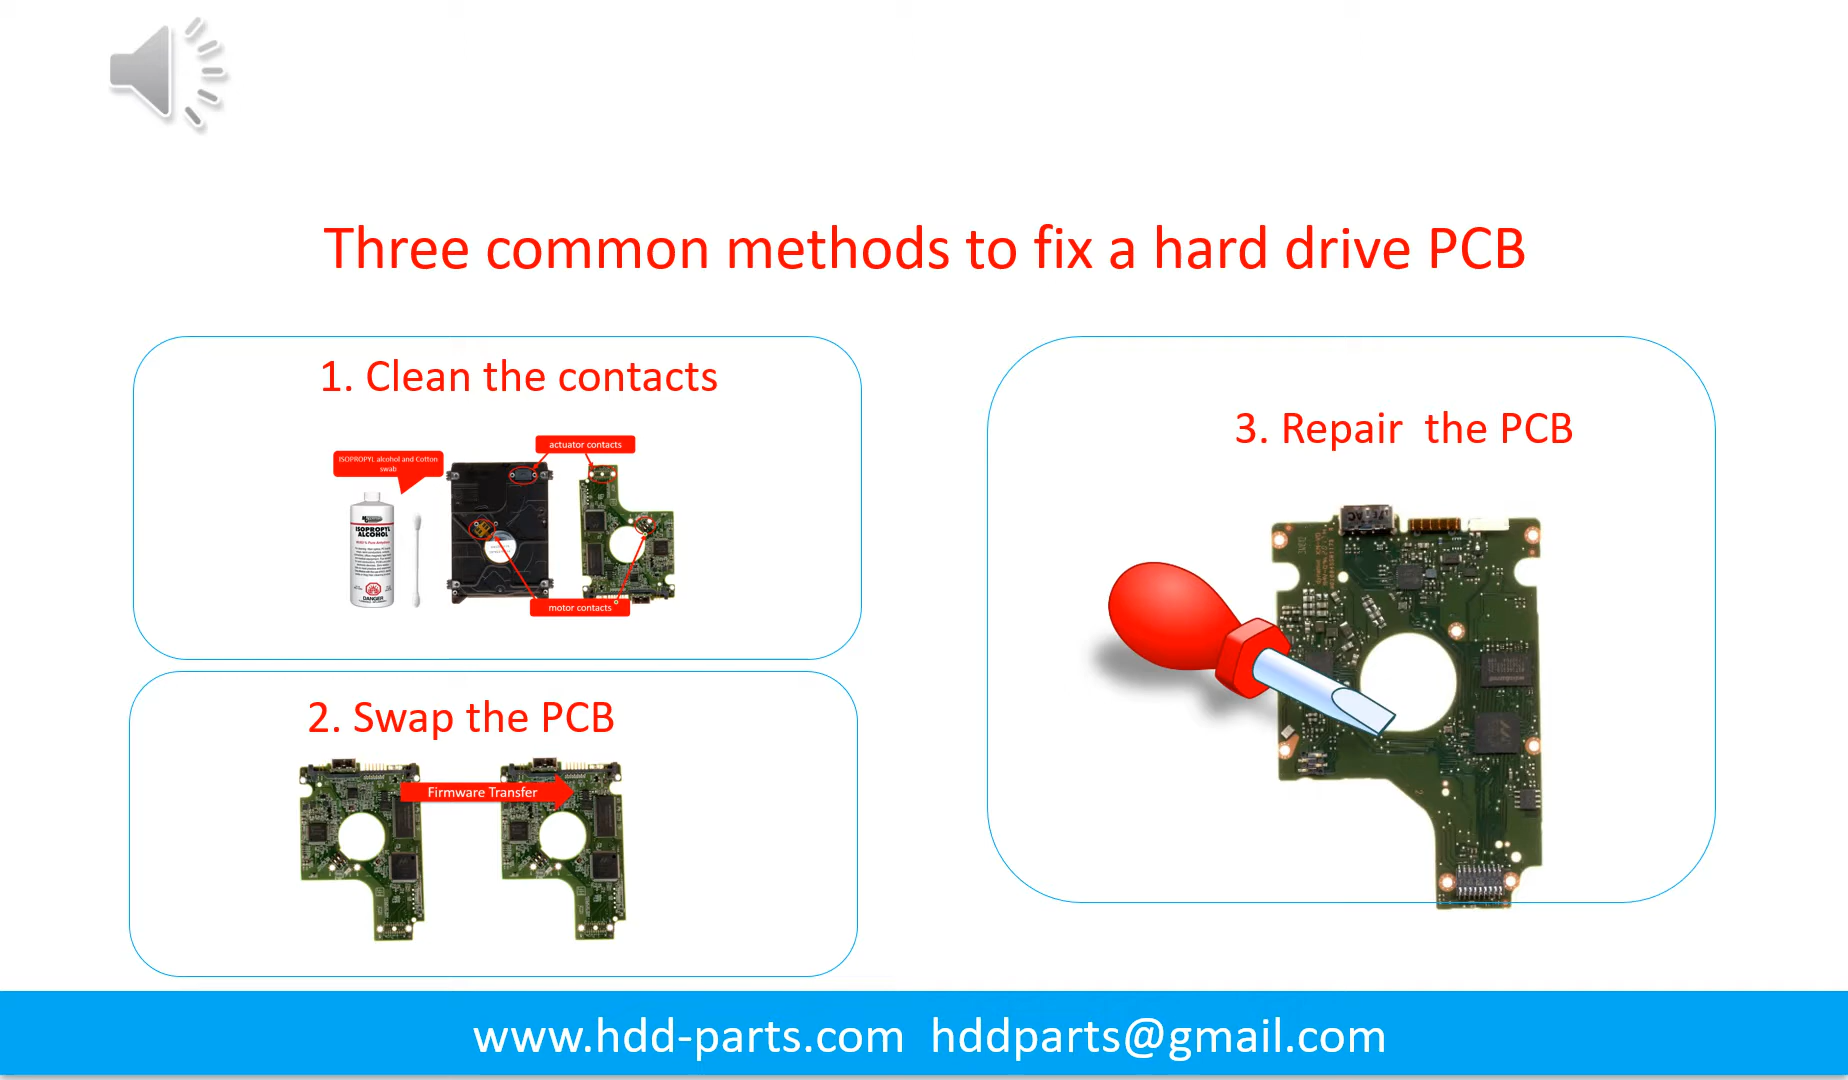 Three common methods to fix a hard drive PCB
1. Clean the contacts
ISOPROPYL alcohol and Cotton
swab
actuator contacts
ISOPROPYL
ALCOHOL
DANGER
motor contacts
2. Swap the PCB
Firmware Transfer
3. Repair the PCB
www.hdd-parts.com hddparts@gmail.com